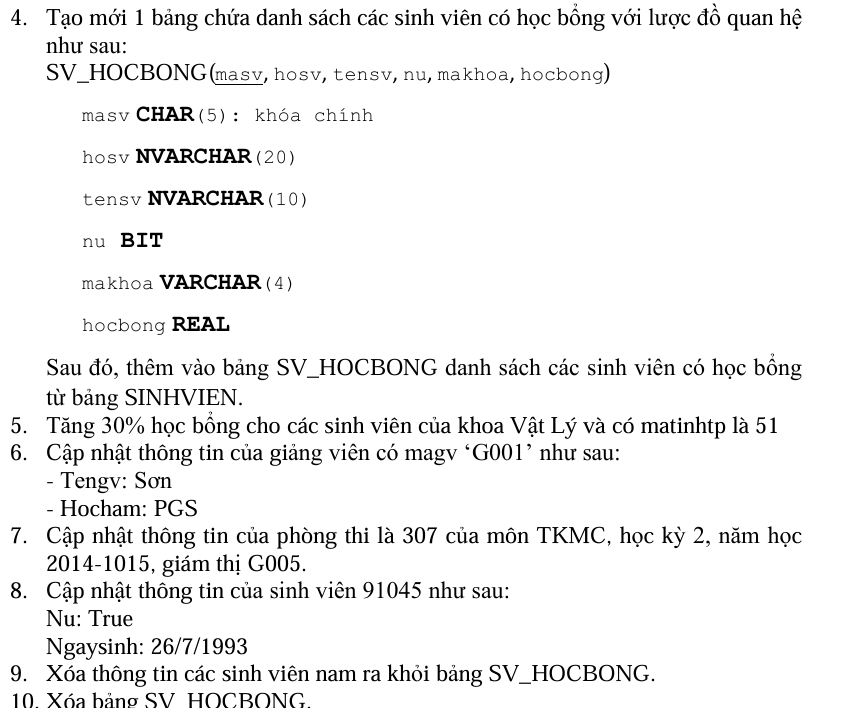 4. Tạo mới 1 bảng chứa danh sách các sinh viên có học bổng với lược đồ quan hệ
như sau:
SV_HOCBONG(masv, hosv, tensv, nu, makhoa, hocbong)
masv CHAR(5): khóa chính
hosv NVARCHAR(20)
tensv NVARCHAR(10)
nu BIT
makhoa VARCHAR(4)
hocbong REAL
Sau đó, thêm vào bảng SV_HOCBONG danh sách các sinh viên có học bổng
từ bảng SINHVIEN.
5. Tăng 30% học bổng cho các sinh viên của khoa Vật Lý và có matinhtp là 51
6. Cập nhật thông tin của giảng viên có magv ‘G001’ như sau:
- Tengv: Sơn
- Hocham: PGS
7. Cập nhật thông tin của phòng thi là 307 của môn TKMC, học kỳ 2, năm học
2014-1015, giám thị G005.
8. Cập nhật thông tin của sinh viên 91045 như sau:
Nu: True
Ngaysinh: 26/7/1993
9. Xóa thông tin các sinh viên nam ra khỏi bảng SV_HOCBONG.
10. Xóa bảng SV_HOCBONG.